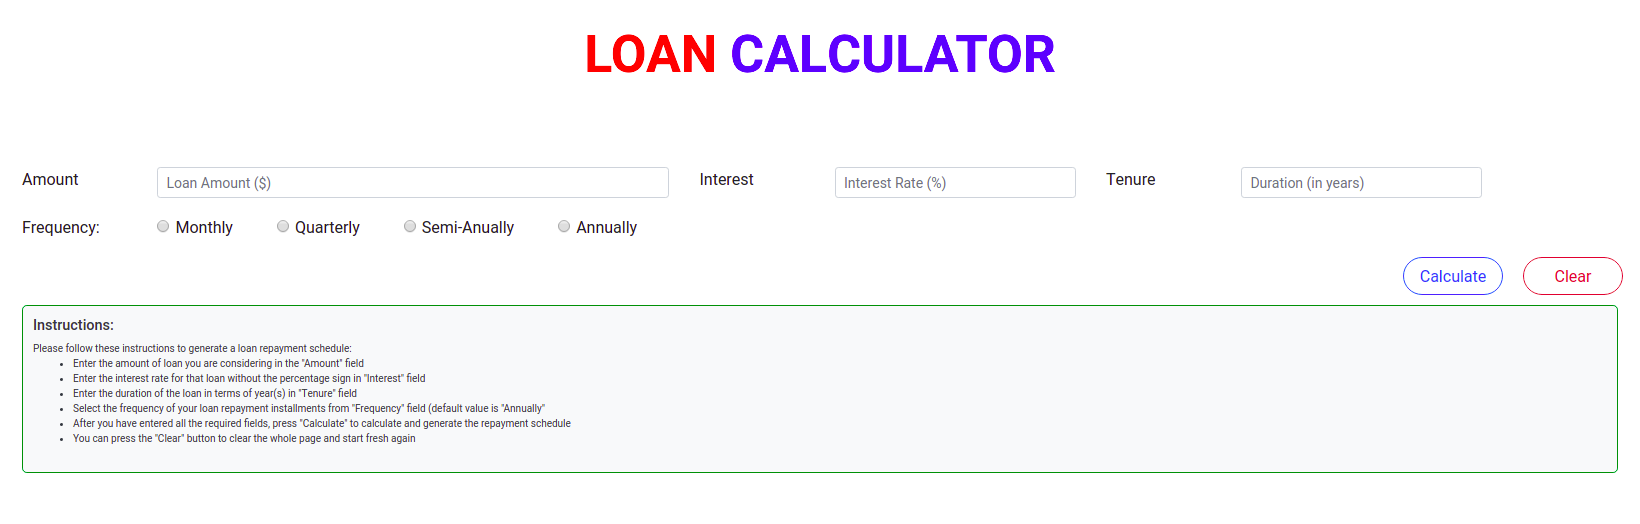 LOAN CALCULATOR
Amount Loan Amount ($) Interest Interest Rate (%) Tenure Duration (in years)
Frequency: Monthly Quarterly Semi-Anually Annually
Calculate Clear
Instructions:
Please follow these instructions to generate a loan repayment schedule:
• Enter the amount of loan you are considering in the "Amount" field
• Enter the interest rate for that loan without the percentage sign in "Interest" field
• Enter the duration of the loan in terms of year(s) in "Tenure" field
• Select the frequency of your loan repayment installments from "Frequency" field (default value is "Annually"
• After you have entered all the required fields, press "Calculate" to calculate and generate the repayment schedule
• You can press the "Clear" button to clear the whole page and start fresh again